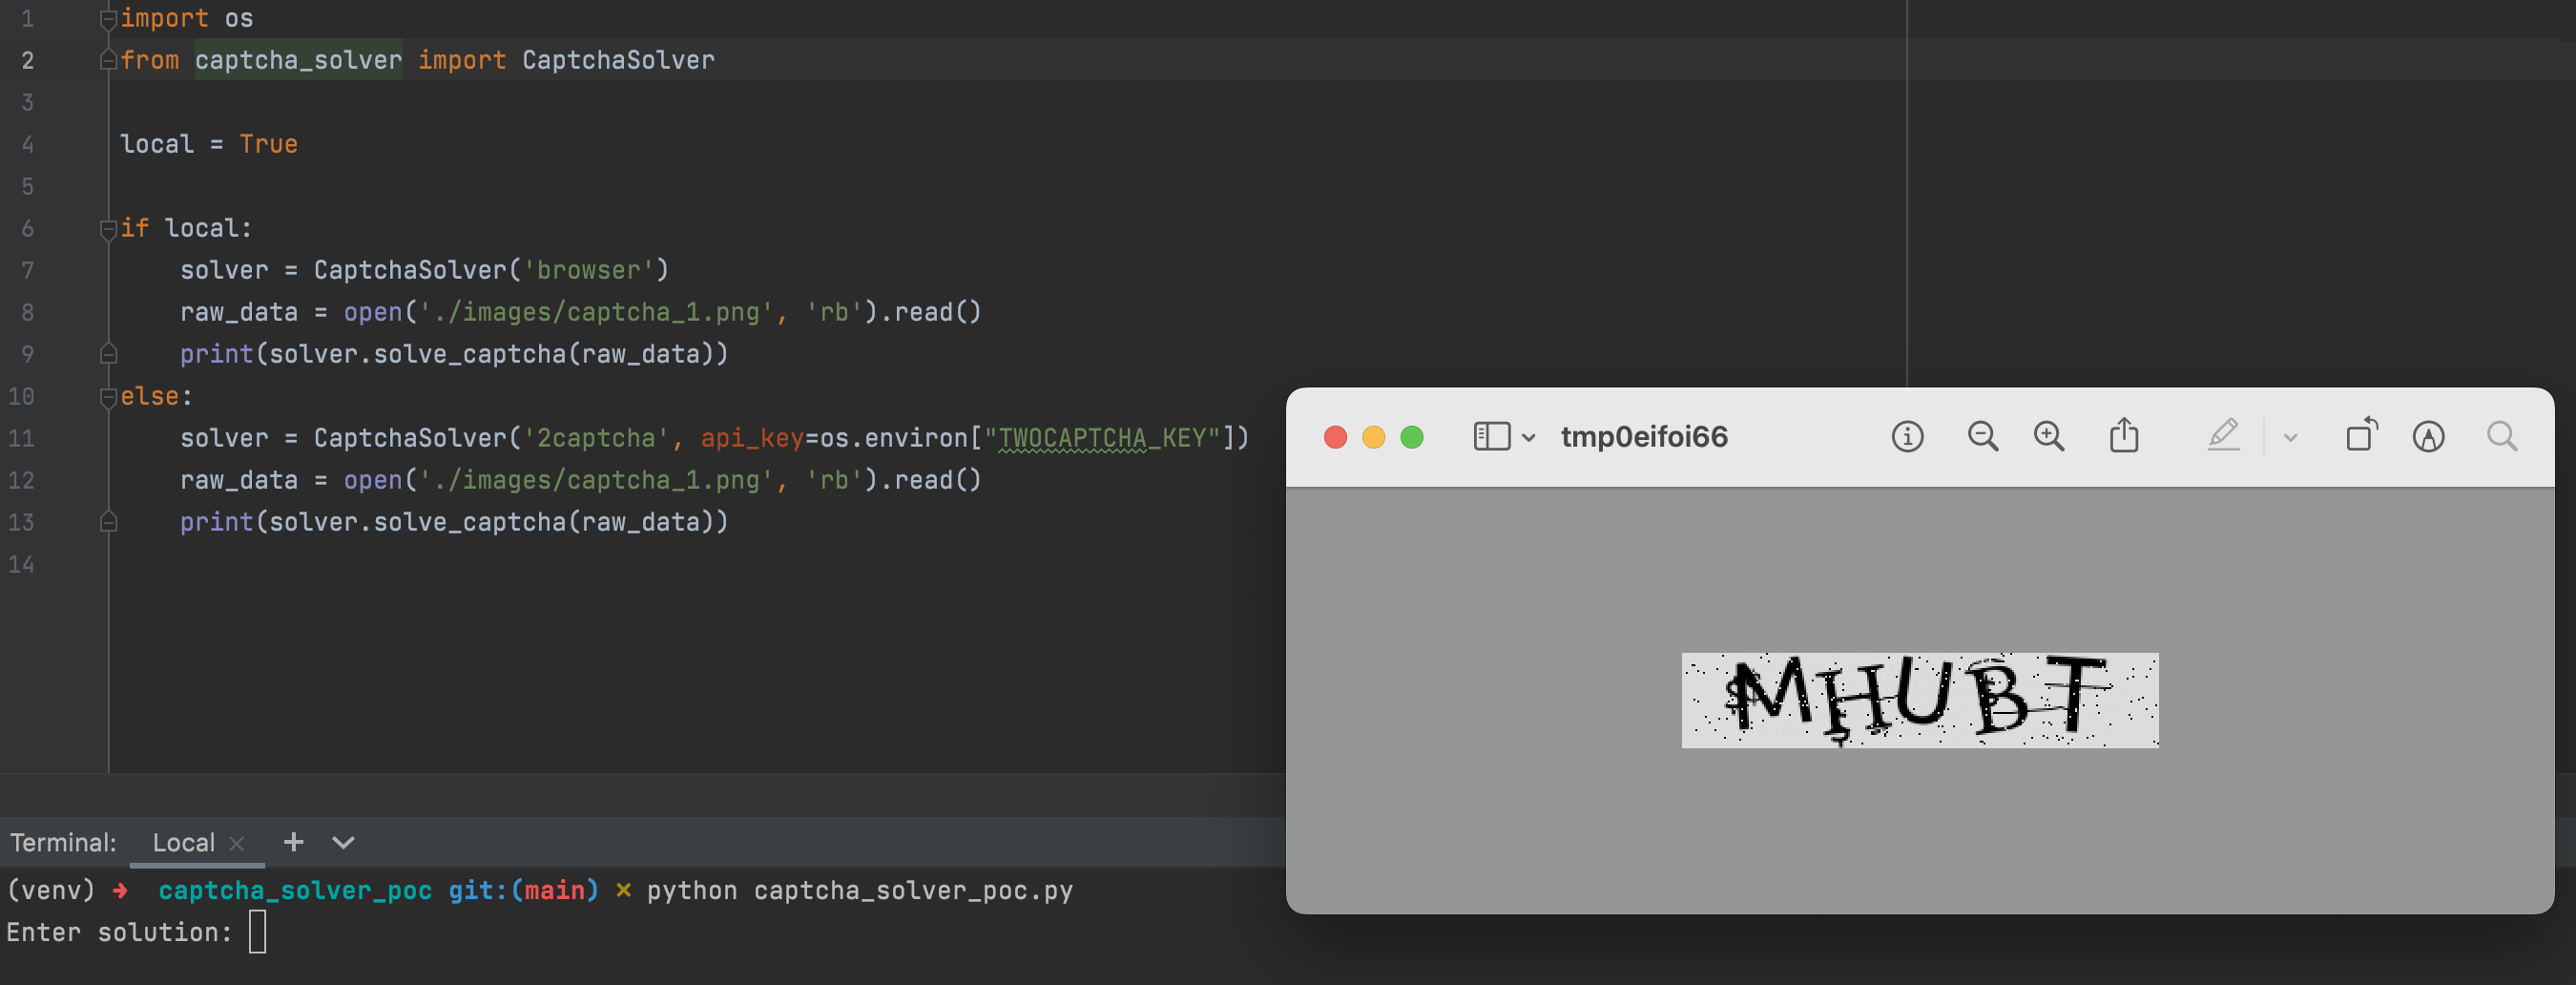 1 import os
2 from captcha_solver import CaptchaSolver
3
4 local = True
5
6 if local:
7     solver = CaptchaSolver('browser')
8     raw_data = open('./images/captcha_1.png', 'rb').read()
9     print(solver.solve_captcha(raw_data))
10 else:
11     solver = CaptchaSolver('2captcha', api_key=os.environ["TWOCAPTCHA_KEY"])
12     raw_data = open('./images/captcha_1.png', 'rb').read()
13     print(solver.solve_captcha(raw_data))
14
tmp0eifoi66
MHUBT
Terminal: Local × + 
(venv) ➜ captcha_solver_poc git:(main) ✗ python captcha_solver_poc.py
Enter solution: